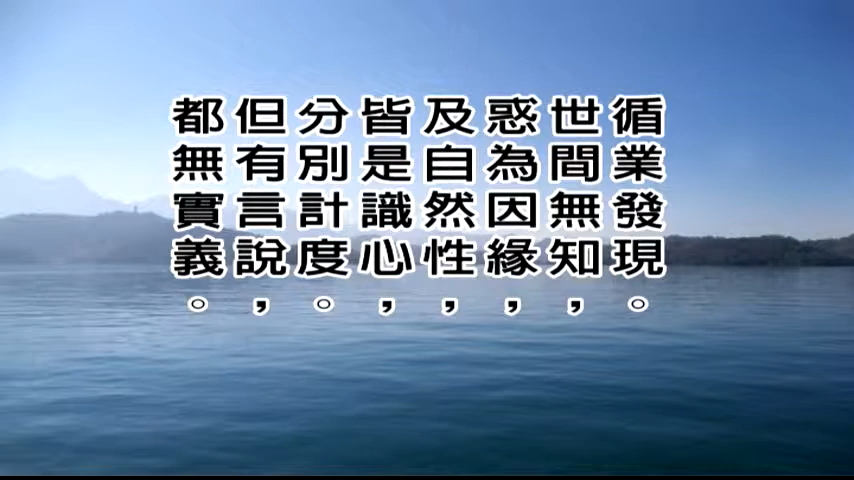 循業發現。
世間無知，
惑為因緣，
及自然性，
皆是識心，
分別計度。
但有言說，
都無實義。